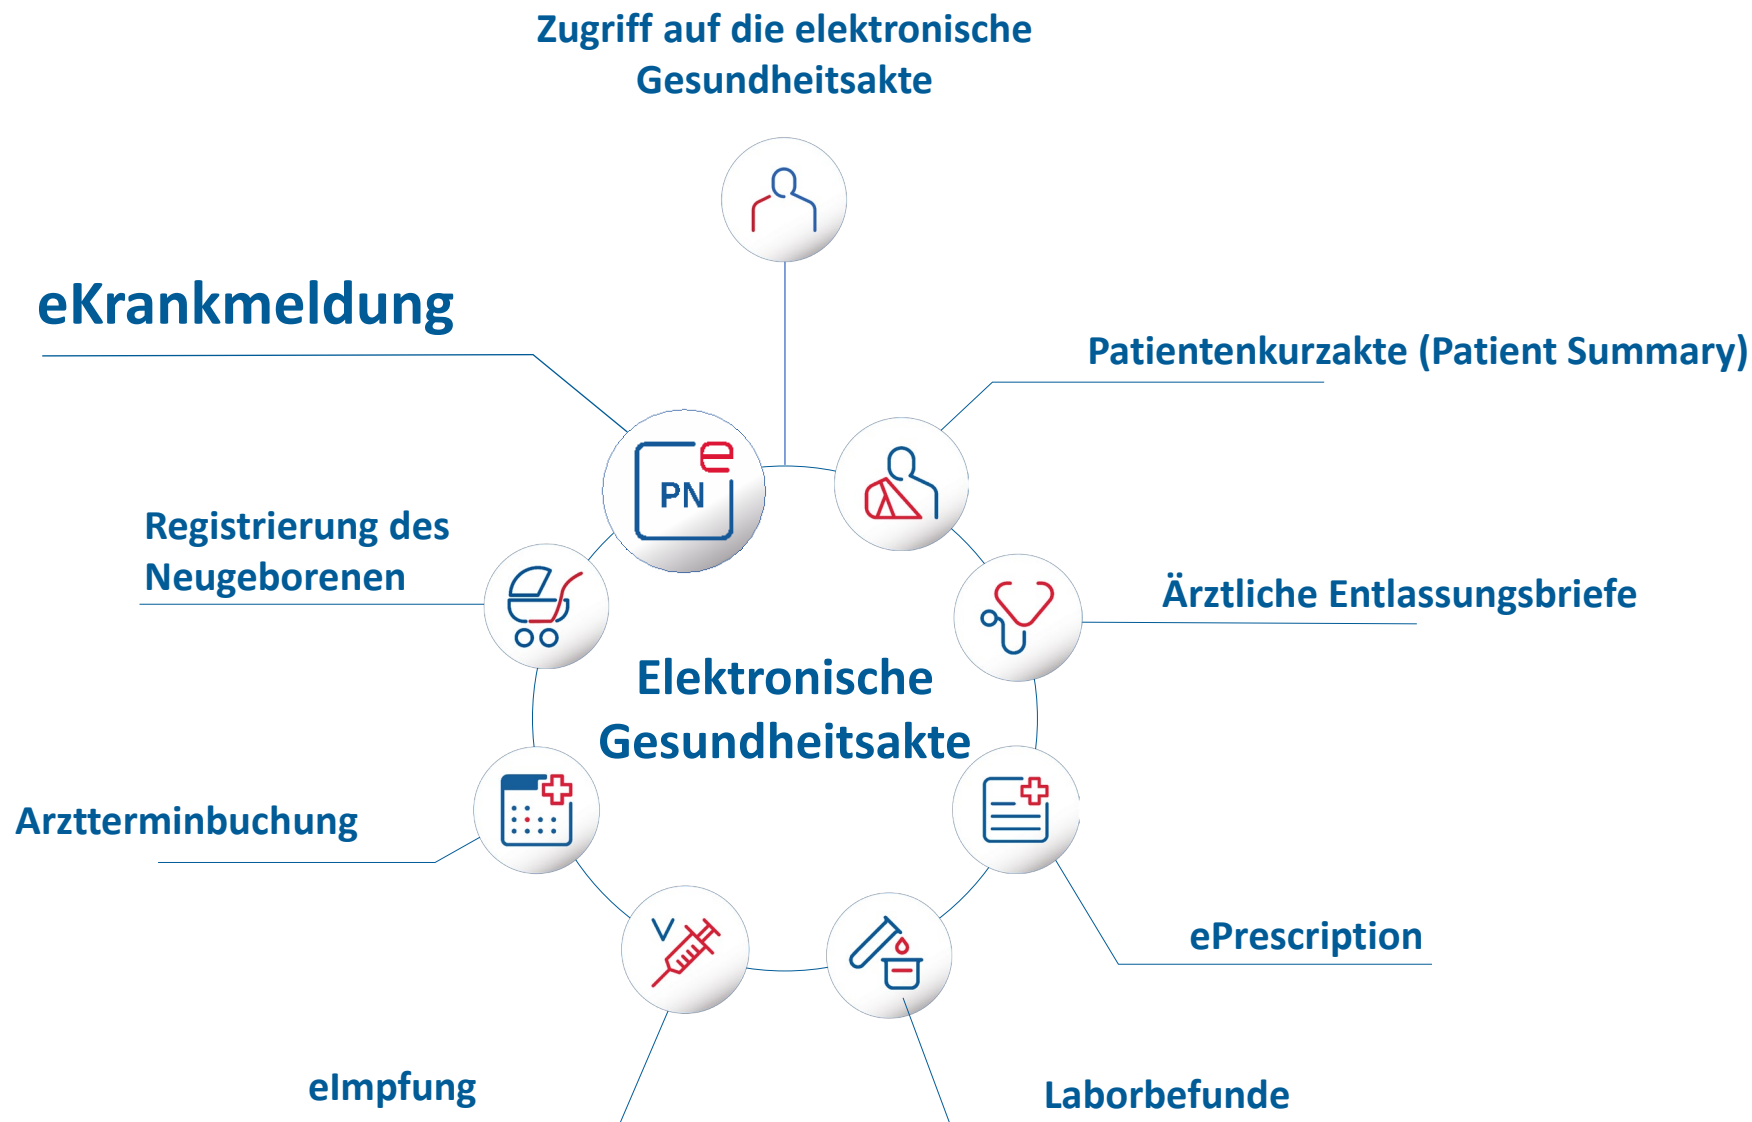 Zugriff auf die elektronische
Gesundheitsakte
eKrankmeldung
Patientenkurzakte (Patient Summary)
e
PN
Registrierung des
Neugeborenen
Ärztliche Entlassungsbriefe
Elektronische
Gesundheitsakte
Arztterminbuchung
ePrescription
V
eImpfung
Laborbefunde